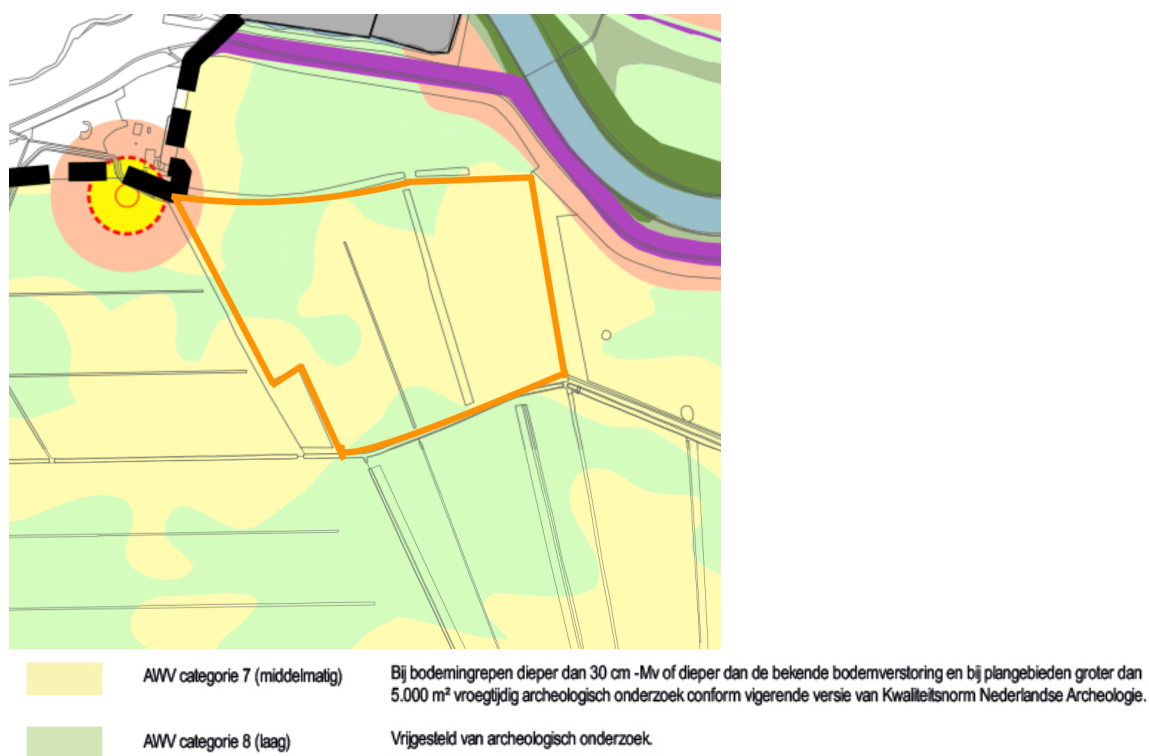 AWV categorie 7 (middelmatig) Bij bodemingrepen dieper dan 30 cm -Mv of dieper dan de bekende bodemverstoring en bij plangebieden groter dan
5.000 m² vroegtijdig archeologisch onderzoek conform vigerende versie van Kwaliteitsnorm Nederlandse Archeologie.
AWV categorie 8 (laag) Vrijgesteld van archeologisch onderzoek.